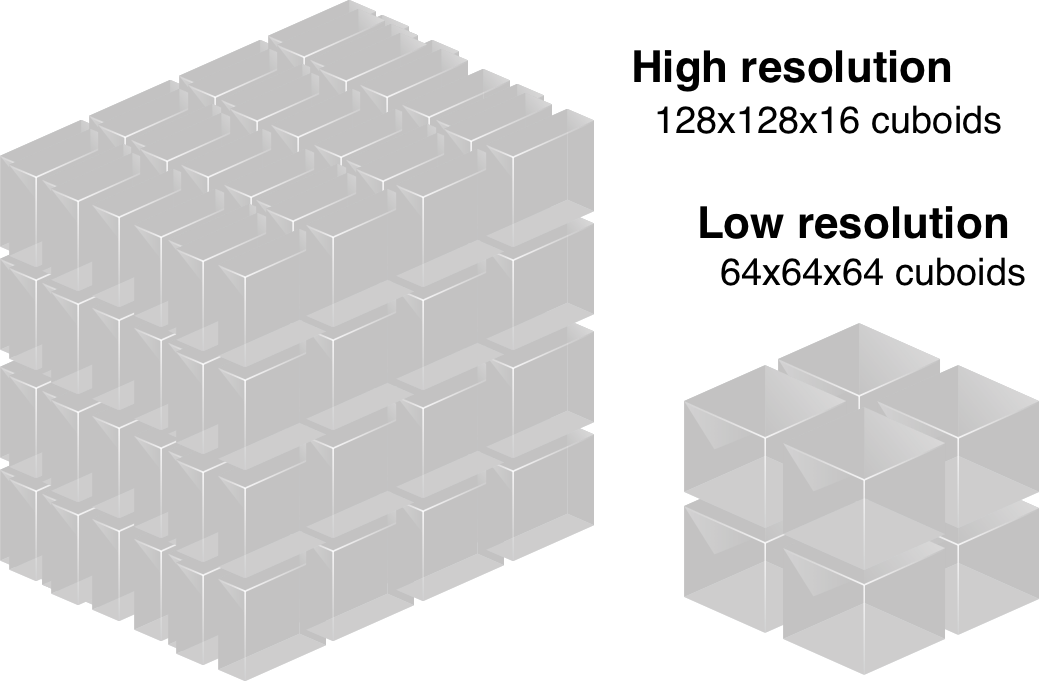 High resolution
128x128x16 cuboids
Low resolution
64x64x64 cuboids